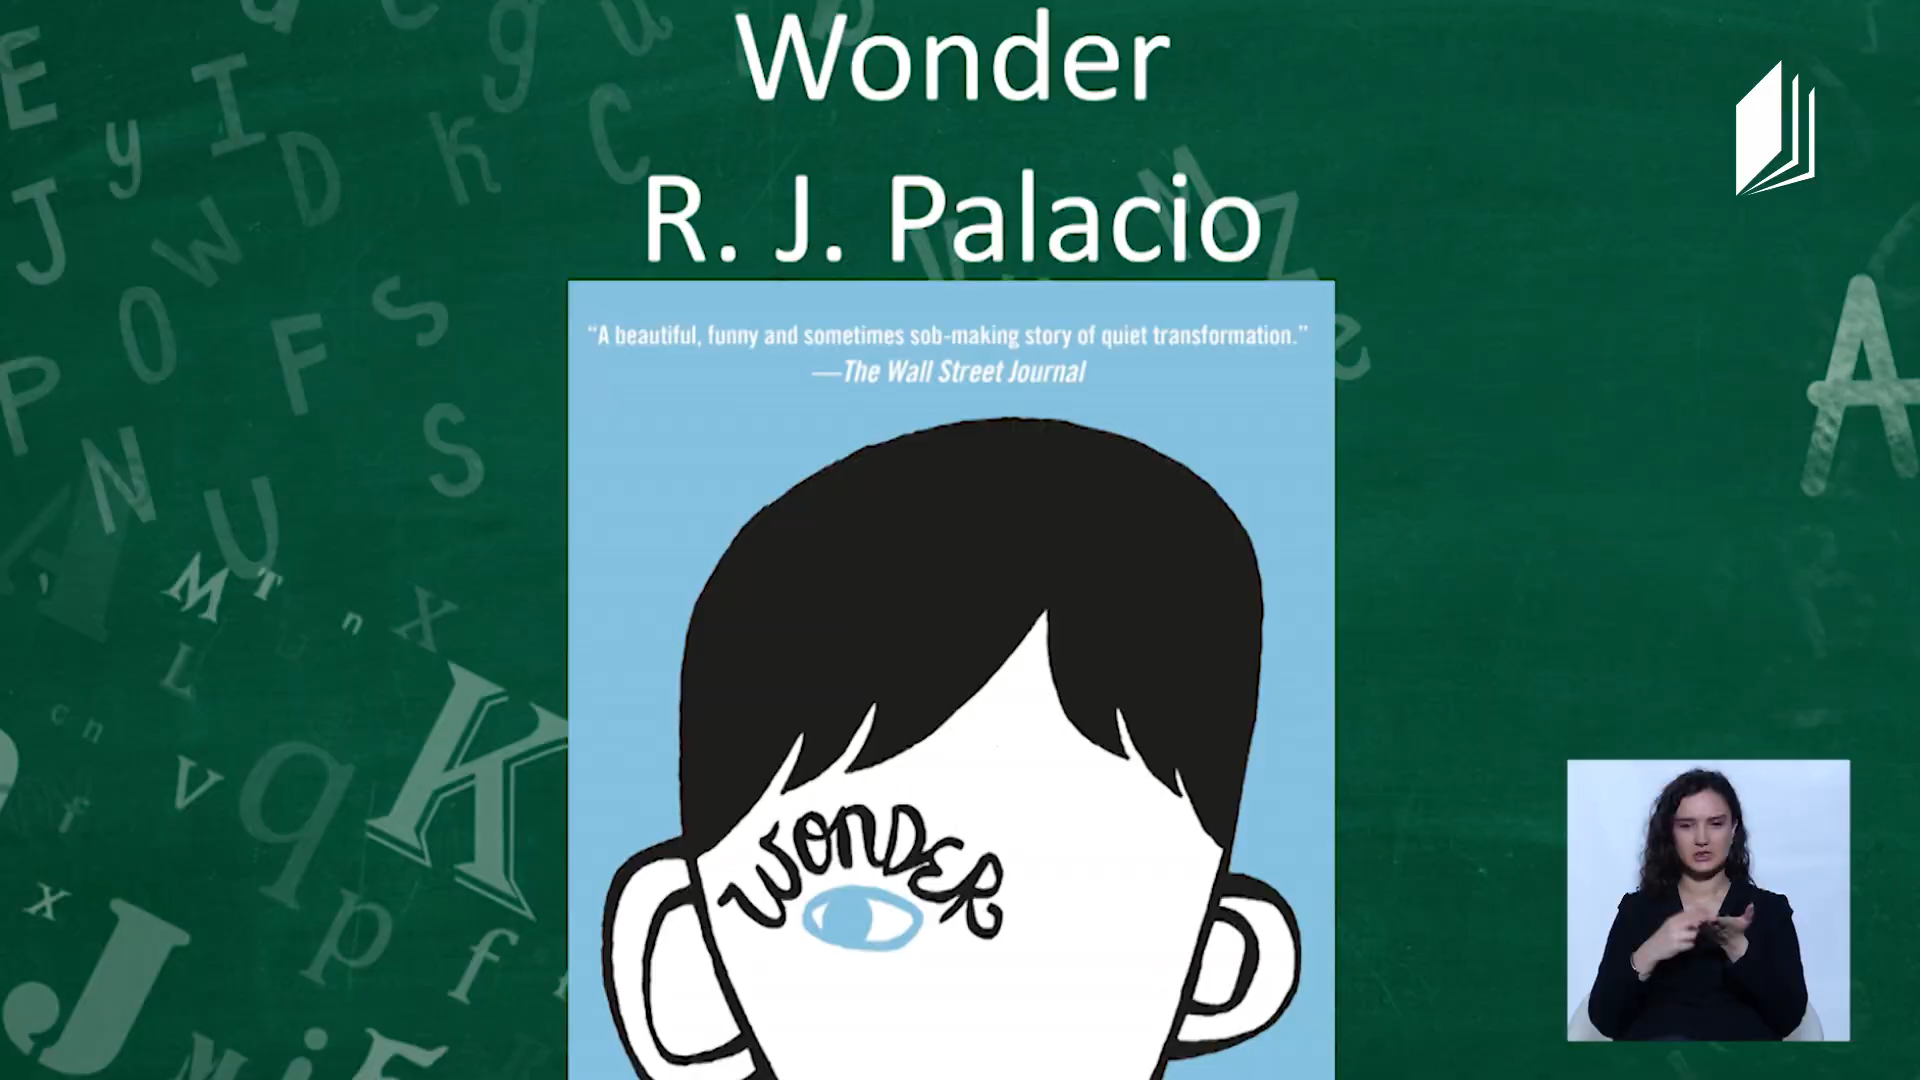 Wonder
R. J. Palacio
“A beautiful, funny and sometimes sob-making story of quiet transformation.”
—The Wall Street Journal
WONDER